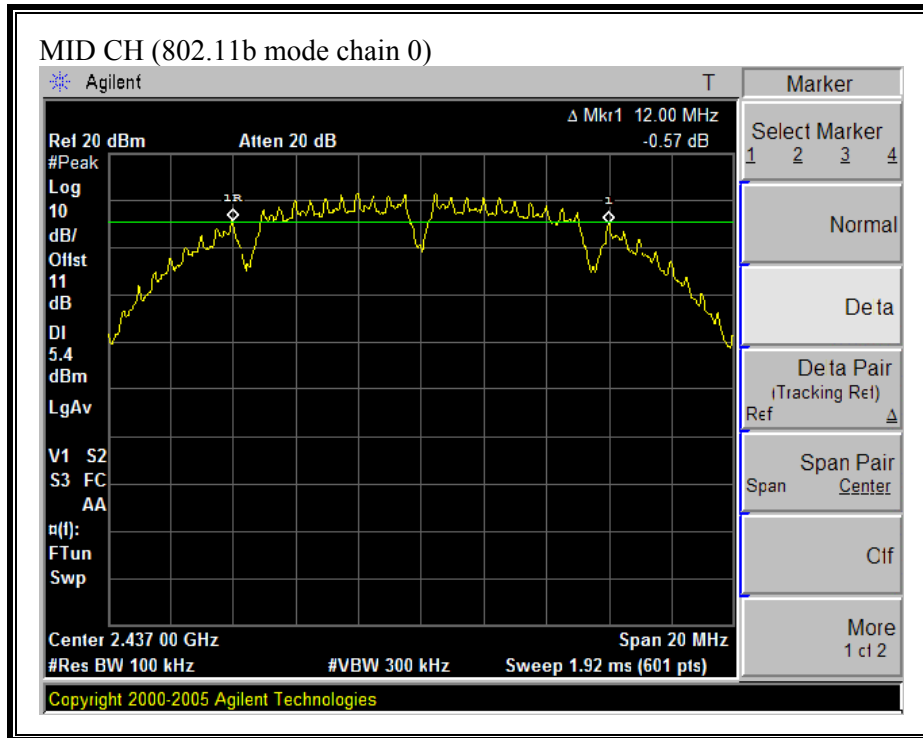 MID CH (802.11b mode chain 0)
Agilent T
Δ Mkr1 12.00 MHz
Ref 20 dBm Atten 20 dB -0.57 dB
#Peak
Log
10
dB/
Offst
11
dB
DI
5.4
dBm
LgAv
V1 S2
S3 FC
AA
¤(f):
FTun
Swp
1R
1
Center 2.437 00 GHz Span 20 MHz
#Res BW 100 kHz #VBW 300 kHz Sweep 1.92 ms (601 pts)
Copyright 2000-2005 Agilent Technologies
Marker
Select Marker
1 2 3 4
Normal
Delta
Delta Pair
(Tracking Ref)
Ref Δ
Span Pair
Span Center
Off
More
1 of 2